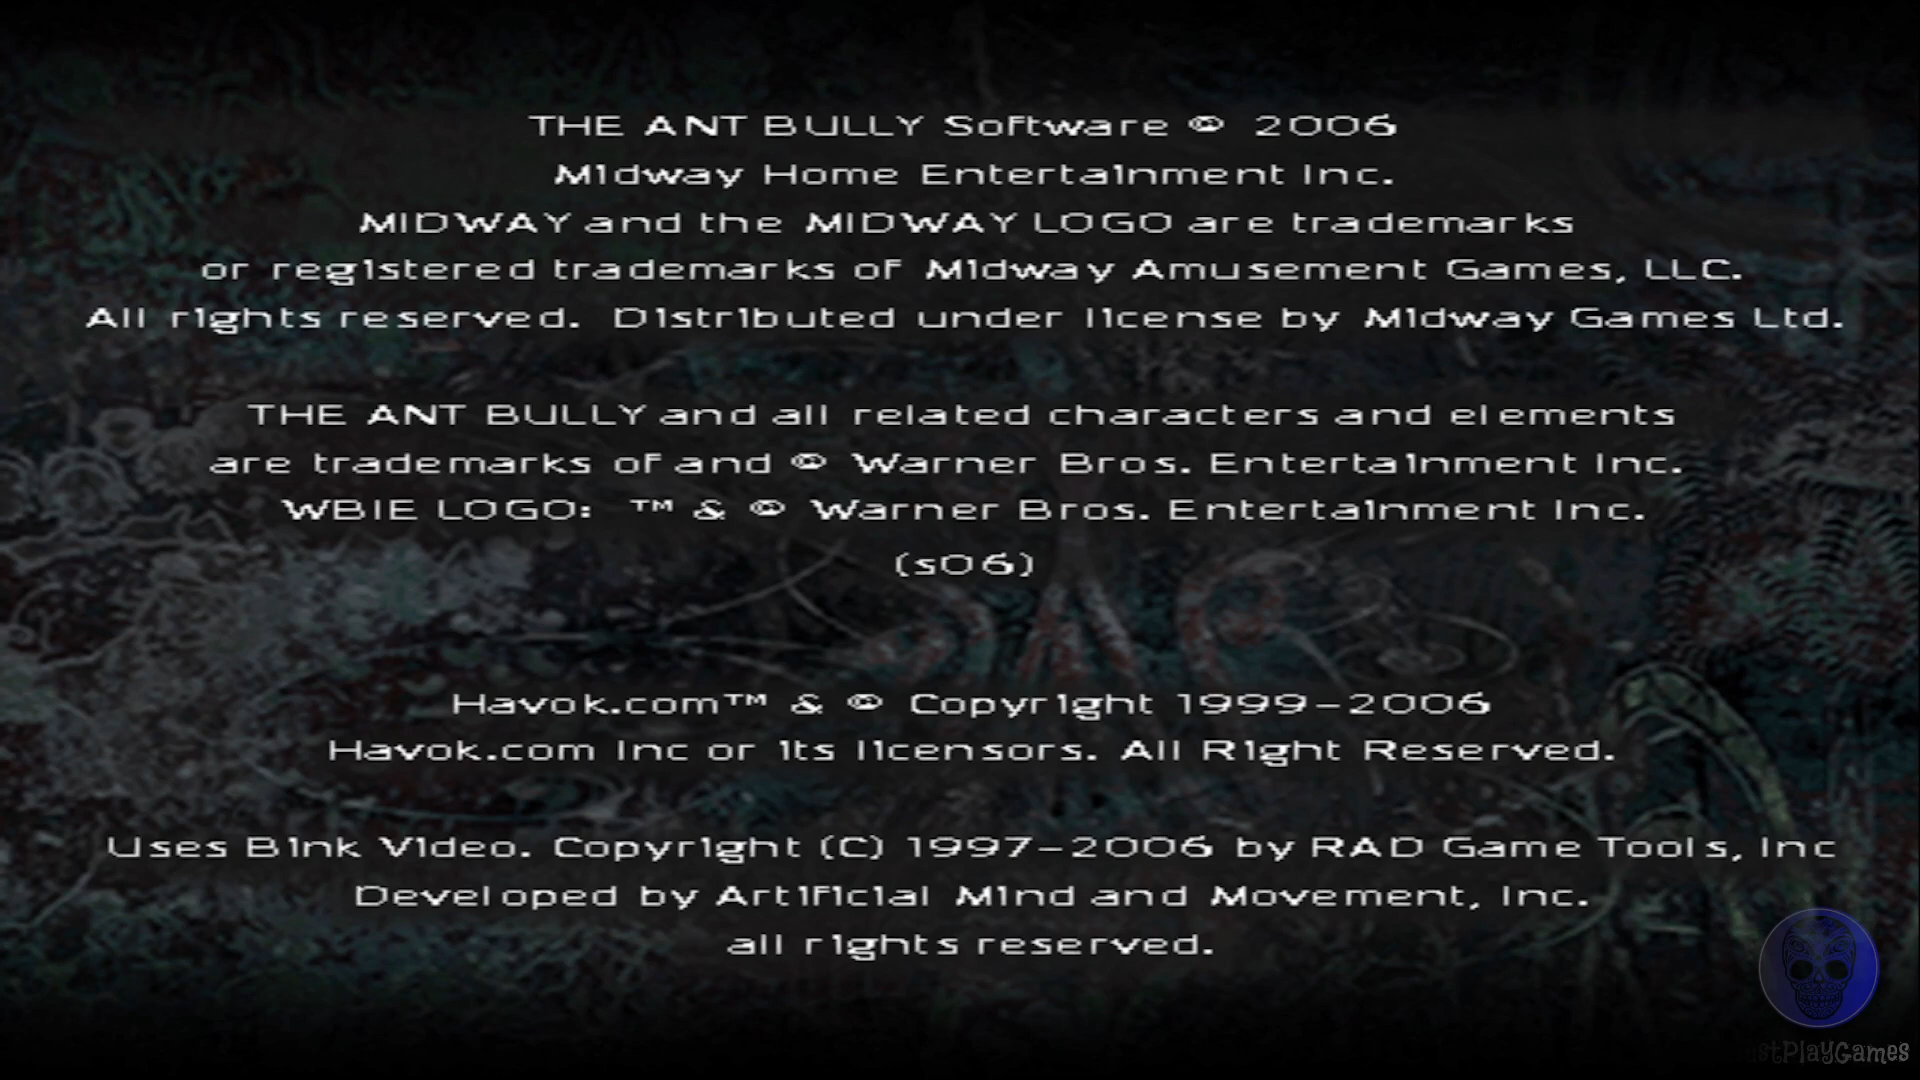 THE ANT BULLY Software © 2006
Midway Home Entertainment Inc.
MIDWAY and the MIDWAY LOGO are trademarks
or registered trademarks of Midway Amusement Games, LLC.
All rights reserved. Distributed under license by Midway Games Ltd.
THE ANT BULLY and all related characters and elements
are trademarks of and © Warner Bros. Entertainment Inc.
WBIE LOGO: ™ & © Warner Bros. Entertainment Inc.
(s06)
Havok.com™ & © Copyright 1999-2006
Havok.com Inc or its licensors. All Right Reserved.
Uses Bink Video. Copyright (C) 1997-2006 by RAD Game Tools, Inc
Developed by Artificial Mind and Movement, Inc.
all rights reserved.